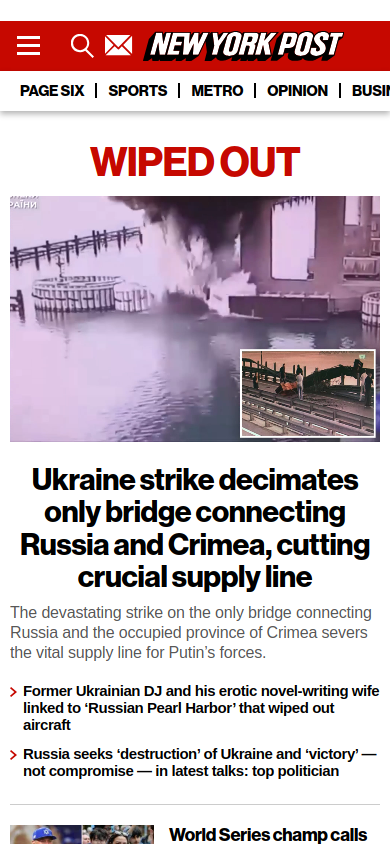 NEW YORK POST
PAGE SIX
SPORTS
METRO
OPINION
BUSIN
WIPED OUT
Ukraine strike decimates
only bridge connecting
Russia and Crimea, cutting
crucial supply line
The devastating strike on the only bridge connecting
Russia and the occupied province of Crimea severs
the vital supply line for Putin’s forces.
Former Ukrainian DJ and his erotic novel-writing wife
linked to ‘Russian Pearl Harbor’ that wiped out
aircraft
Russia seeks ‘destruction’ of Ukraine and ‘victory’ —
not compromise — in latest talks: top politician
World Series champ calls